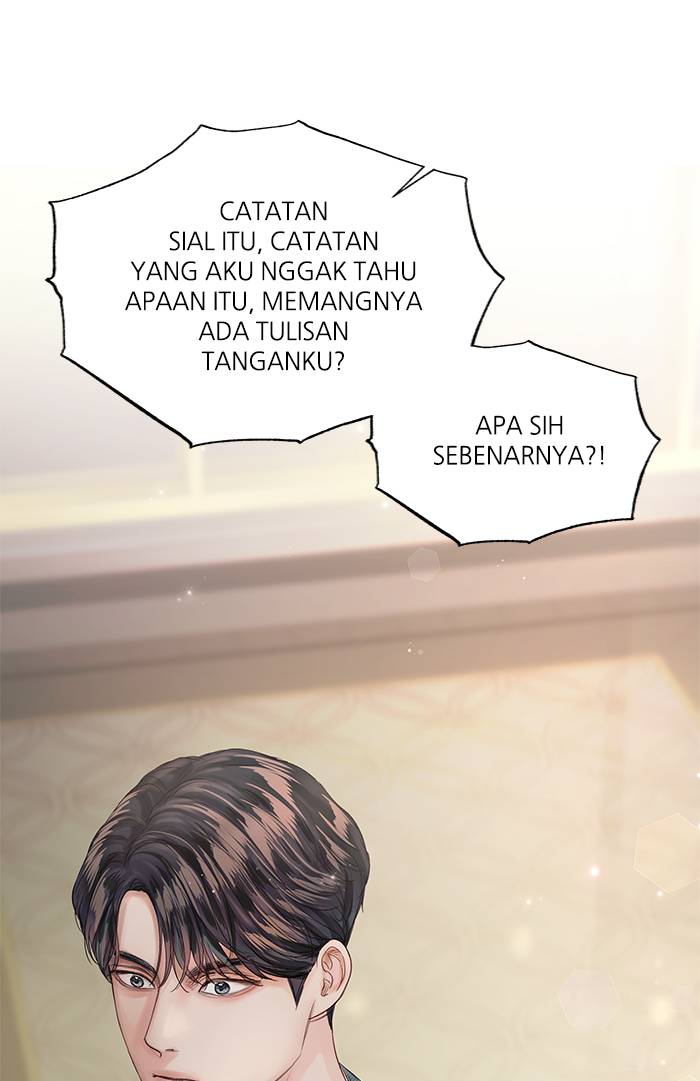 CATATAN
SIAL ITU, CATATAN
YANG AKU NGGAK TAHU
APAAN ITU, MEMANGNYA
ADA TULISAN
TANGANKU?
APA SIH
SEBENARNYA?!